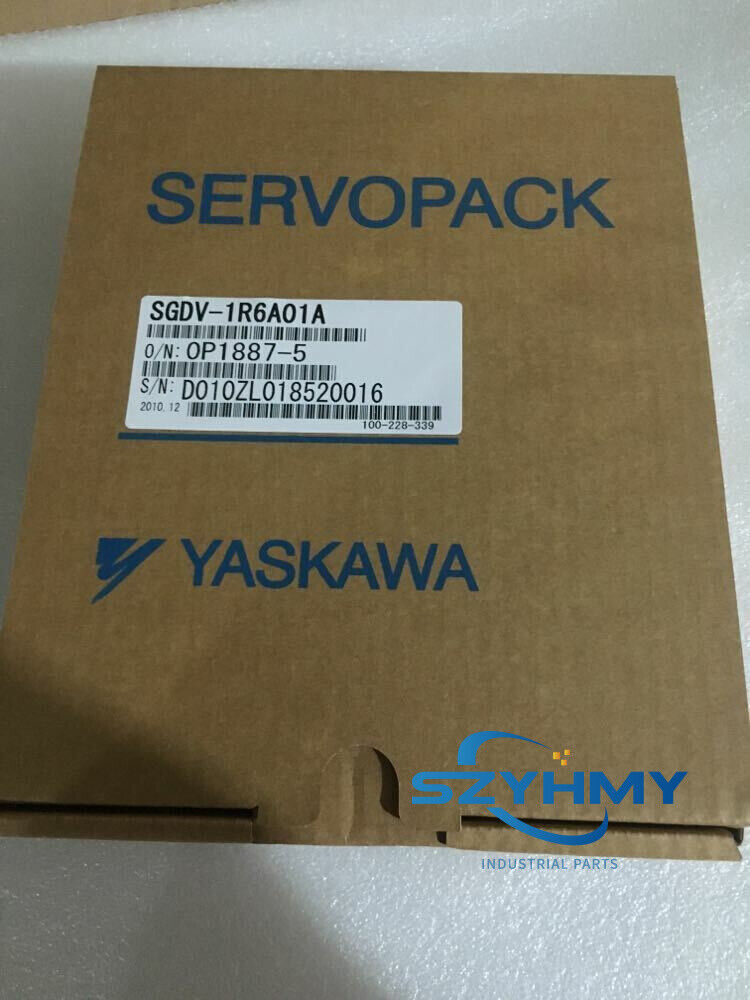 SERVOPACK
SGDV-1R6A01A
O/N: OP1887-5
S/N: D010ZL018520016
2010.12
100-228-339
YASKAWA
SZYHMY
INDUSTRIAL PARTS